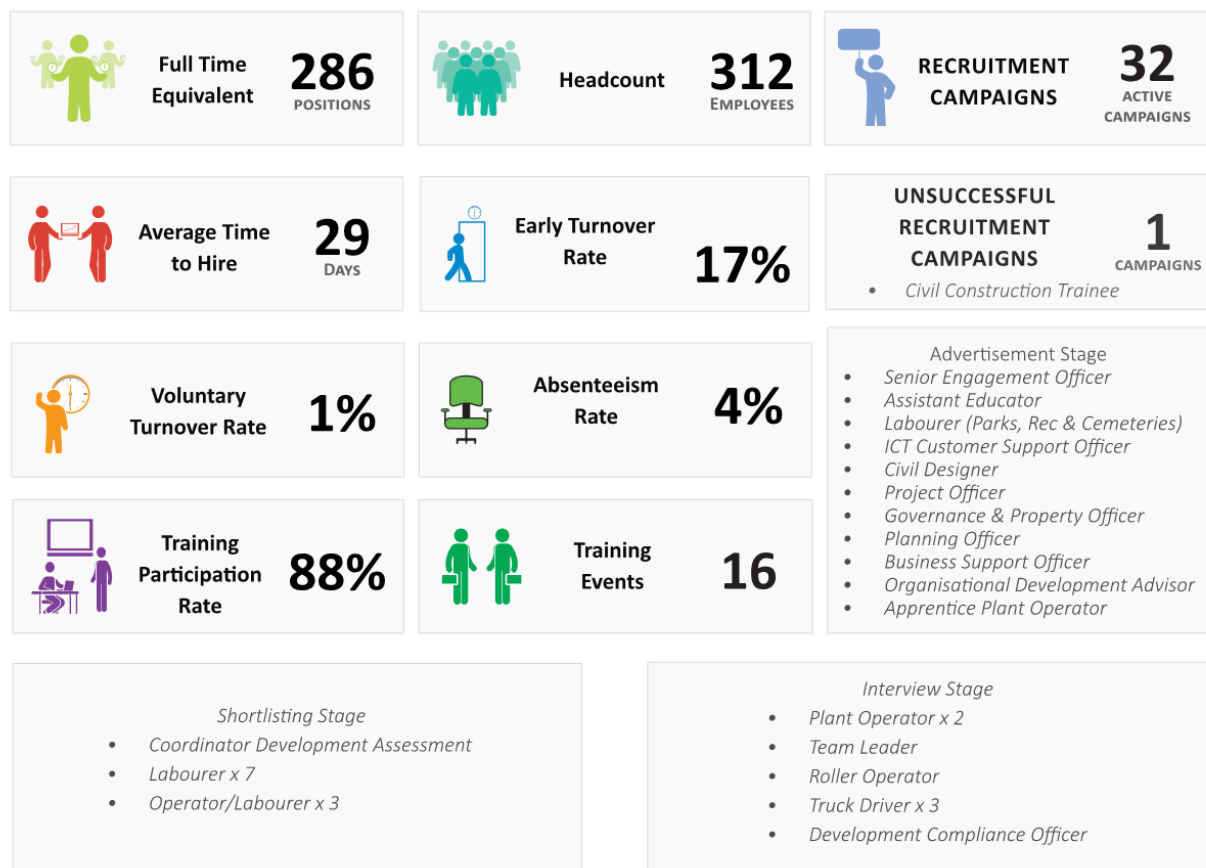 Full Time
Equivalent
286
POSITIONS
Headcount
312
EMPLOYEES
RECRUITMENT
CAMPAIGNS
32
ACTIVE
CAMPAIGNS
Average Time
to Hire
29
DAYS
Early Turnover
Rate
17%
UNSUCCESSFUL
RECRUITMENT
CAMPAIGNS
1
CAMPAIGNS
• Civil Construction Trainee
Voluntary
Turnover Rate
1%
Absenteeism
Rate
4%
Training
Participation
Rate
88%
Training
Events
16
Advertisement Stage
• Senior Engagement Officer
• Assistant Educator
• Labourer (Parks, Rec & Cemeteries)
• ICT Customer Support Officer
• Civil Designer
• Project Officer
• Governance & Property Officer
• Planning Officer
• Business Support Officer
• Organisational Development Advisor
• Apprentice Plant Operator
Shortlisting Stage
• Coordinator Development Assessment
• Labourer x 7
• Operator/Labourer x 3
Interview Stage
• Plant Operator x 2
• Team Leader
• Roller Operator
• Truck Driver x 3
• Development Compliance Officer